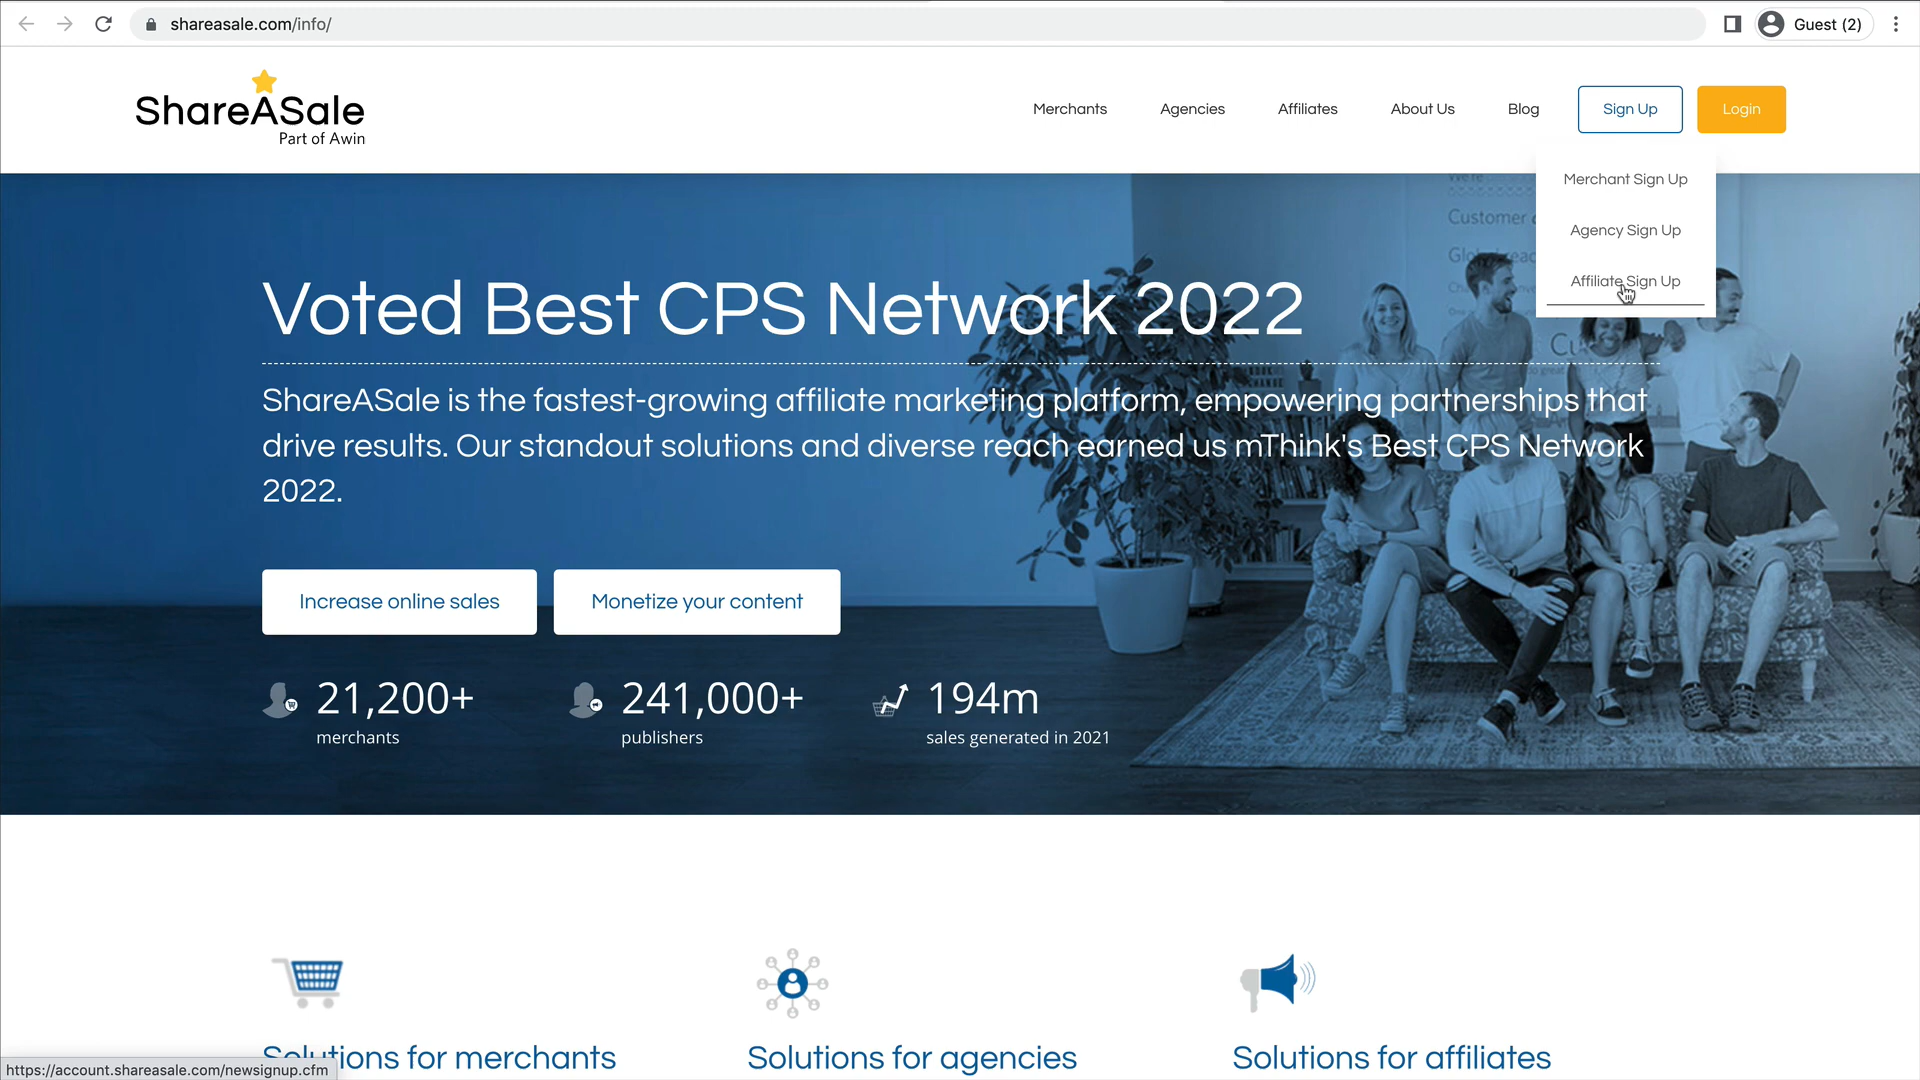 shareasale.com/info/
Guest (2)
ShareASale
Part of Awin
Merchants
Agencies
Affiliates
About Us
Blog
Sign Up
Login
Merchant Sign Up
Agency Sign Up
Affiliate Sign Up
Customer
Voted Best CPS Network 2022
ShareASale is the fastest-growing affiliate marketing platform, empowering partnerships that
drive results. Our standout solutions and diverse reach earned us mThink's Best CPS Network
2022.
Increase online sales
Monetize your content
21,200+
merchants
241,000+
publishers
194m
sales generated in 2021
Solutions for merchants
Solutions for agencies
Solutions for affiliates
https://account.shareasale.com/newsignup.cfm